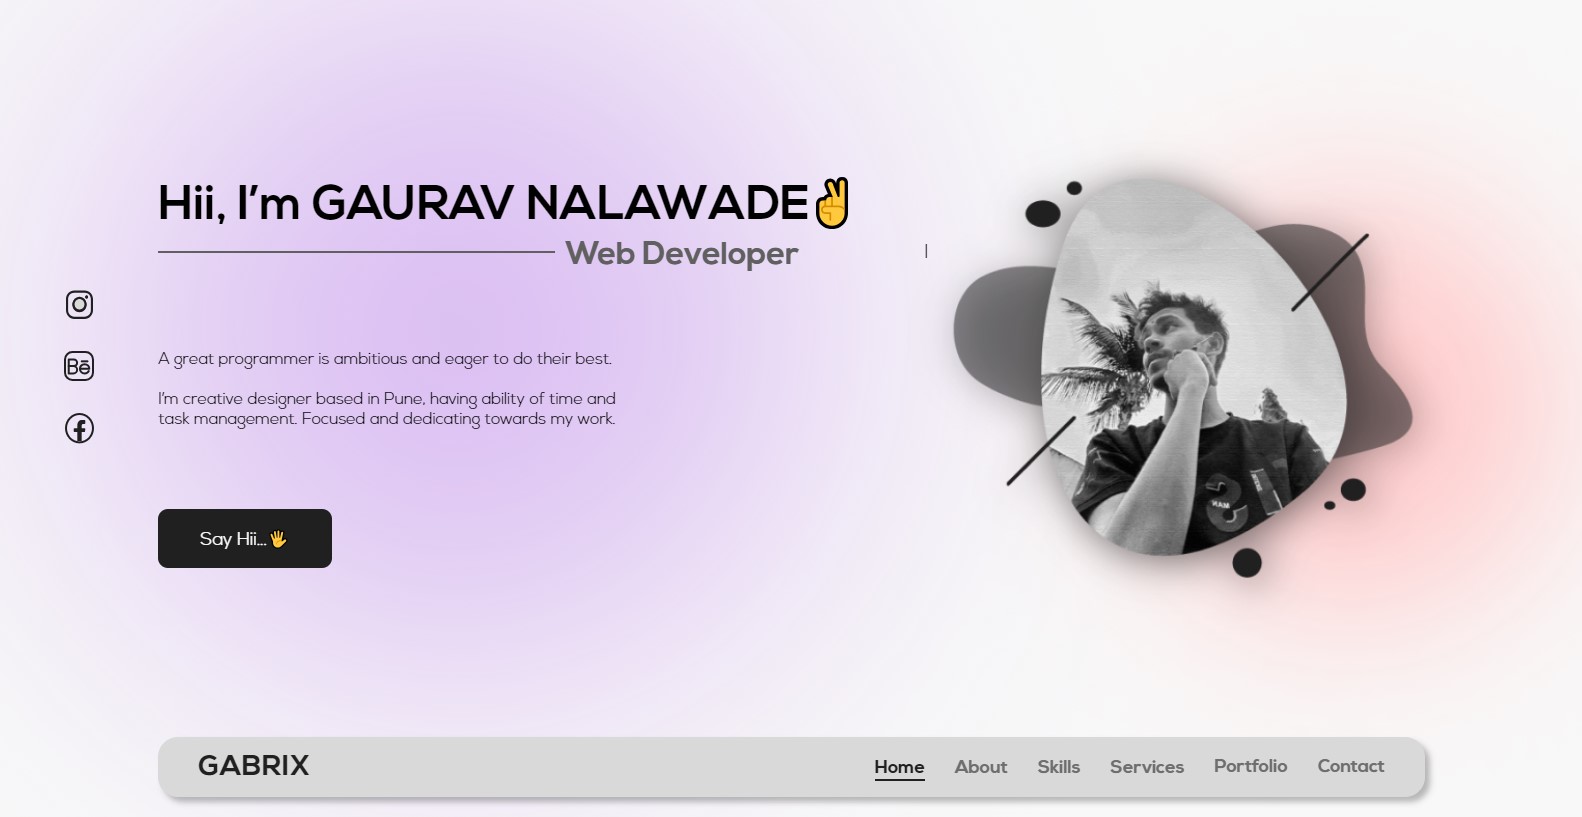 Hii, I'm GAURAV NALAWADE✌
Web Developer
|
A great programmer is ambitious and eager to do their best.
I'm creative designer based in Pune, having ability of time and
task management. Focused and dedicating towards my work.
Bē
Say Hii...🖐
GABRIX Home About Skills Services Portfolio Contact